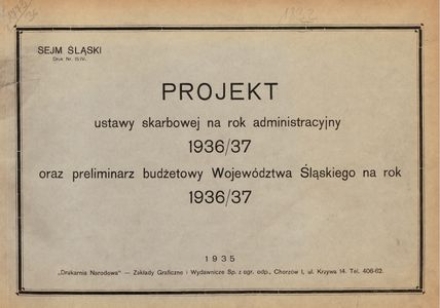 SEJM ŚLĄSKI
PROJEKT
ustawy skarbowej na rok administracyjny
1936/37
oraz preliminarz budżetowy Województwa Śląskiego na rok
1936/37
1935
„Drukarnia Narodowa" — Zakłady Graficzne i Wydawnicze Sp. z ogr. odp., Chorzów I, ul. Krzywa 14. Tel. 406-62.